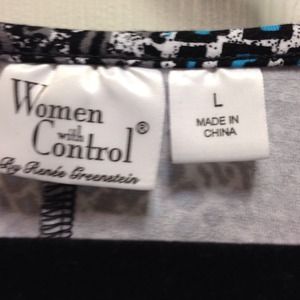 Women
with
Control®
By Renée Greenstein
L
MADE IN
CHINA